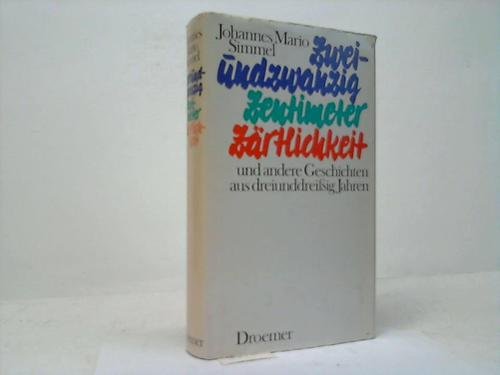 Johannes Mario
Simmel
Zwei-
undzwanzig
Zentimeter
Zärtlichkeit
und andere Geschichten
aus dreiunddreißig Jahren
Droemer